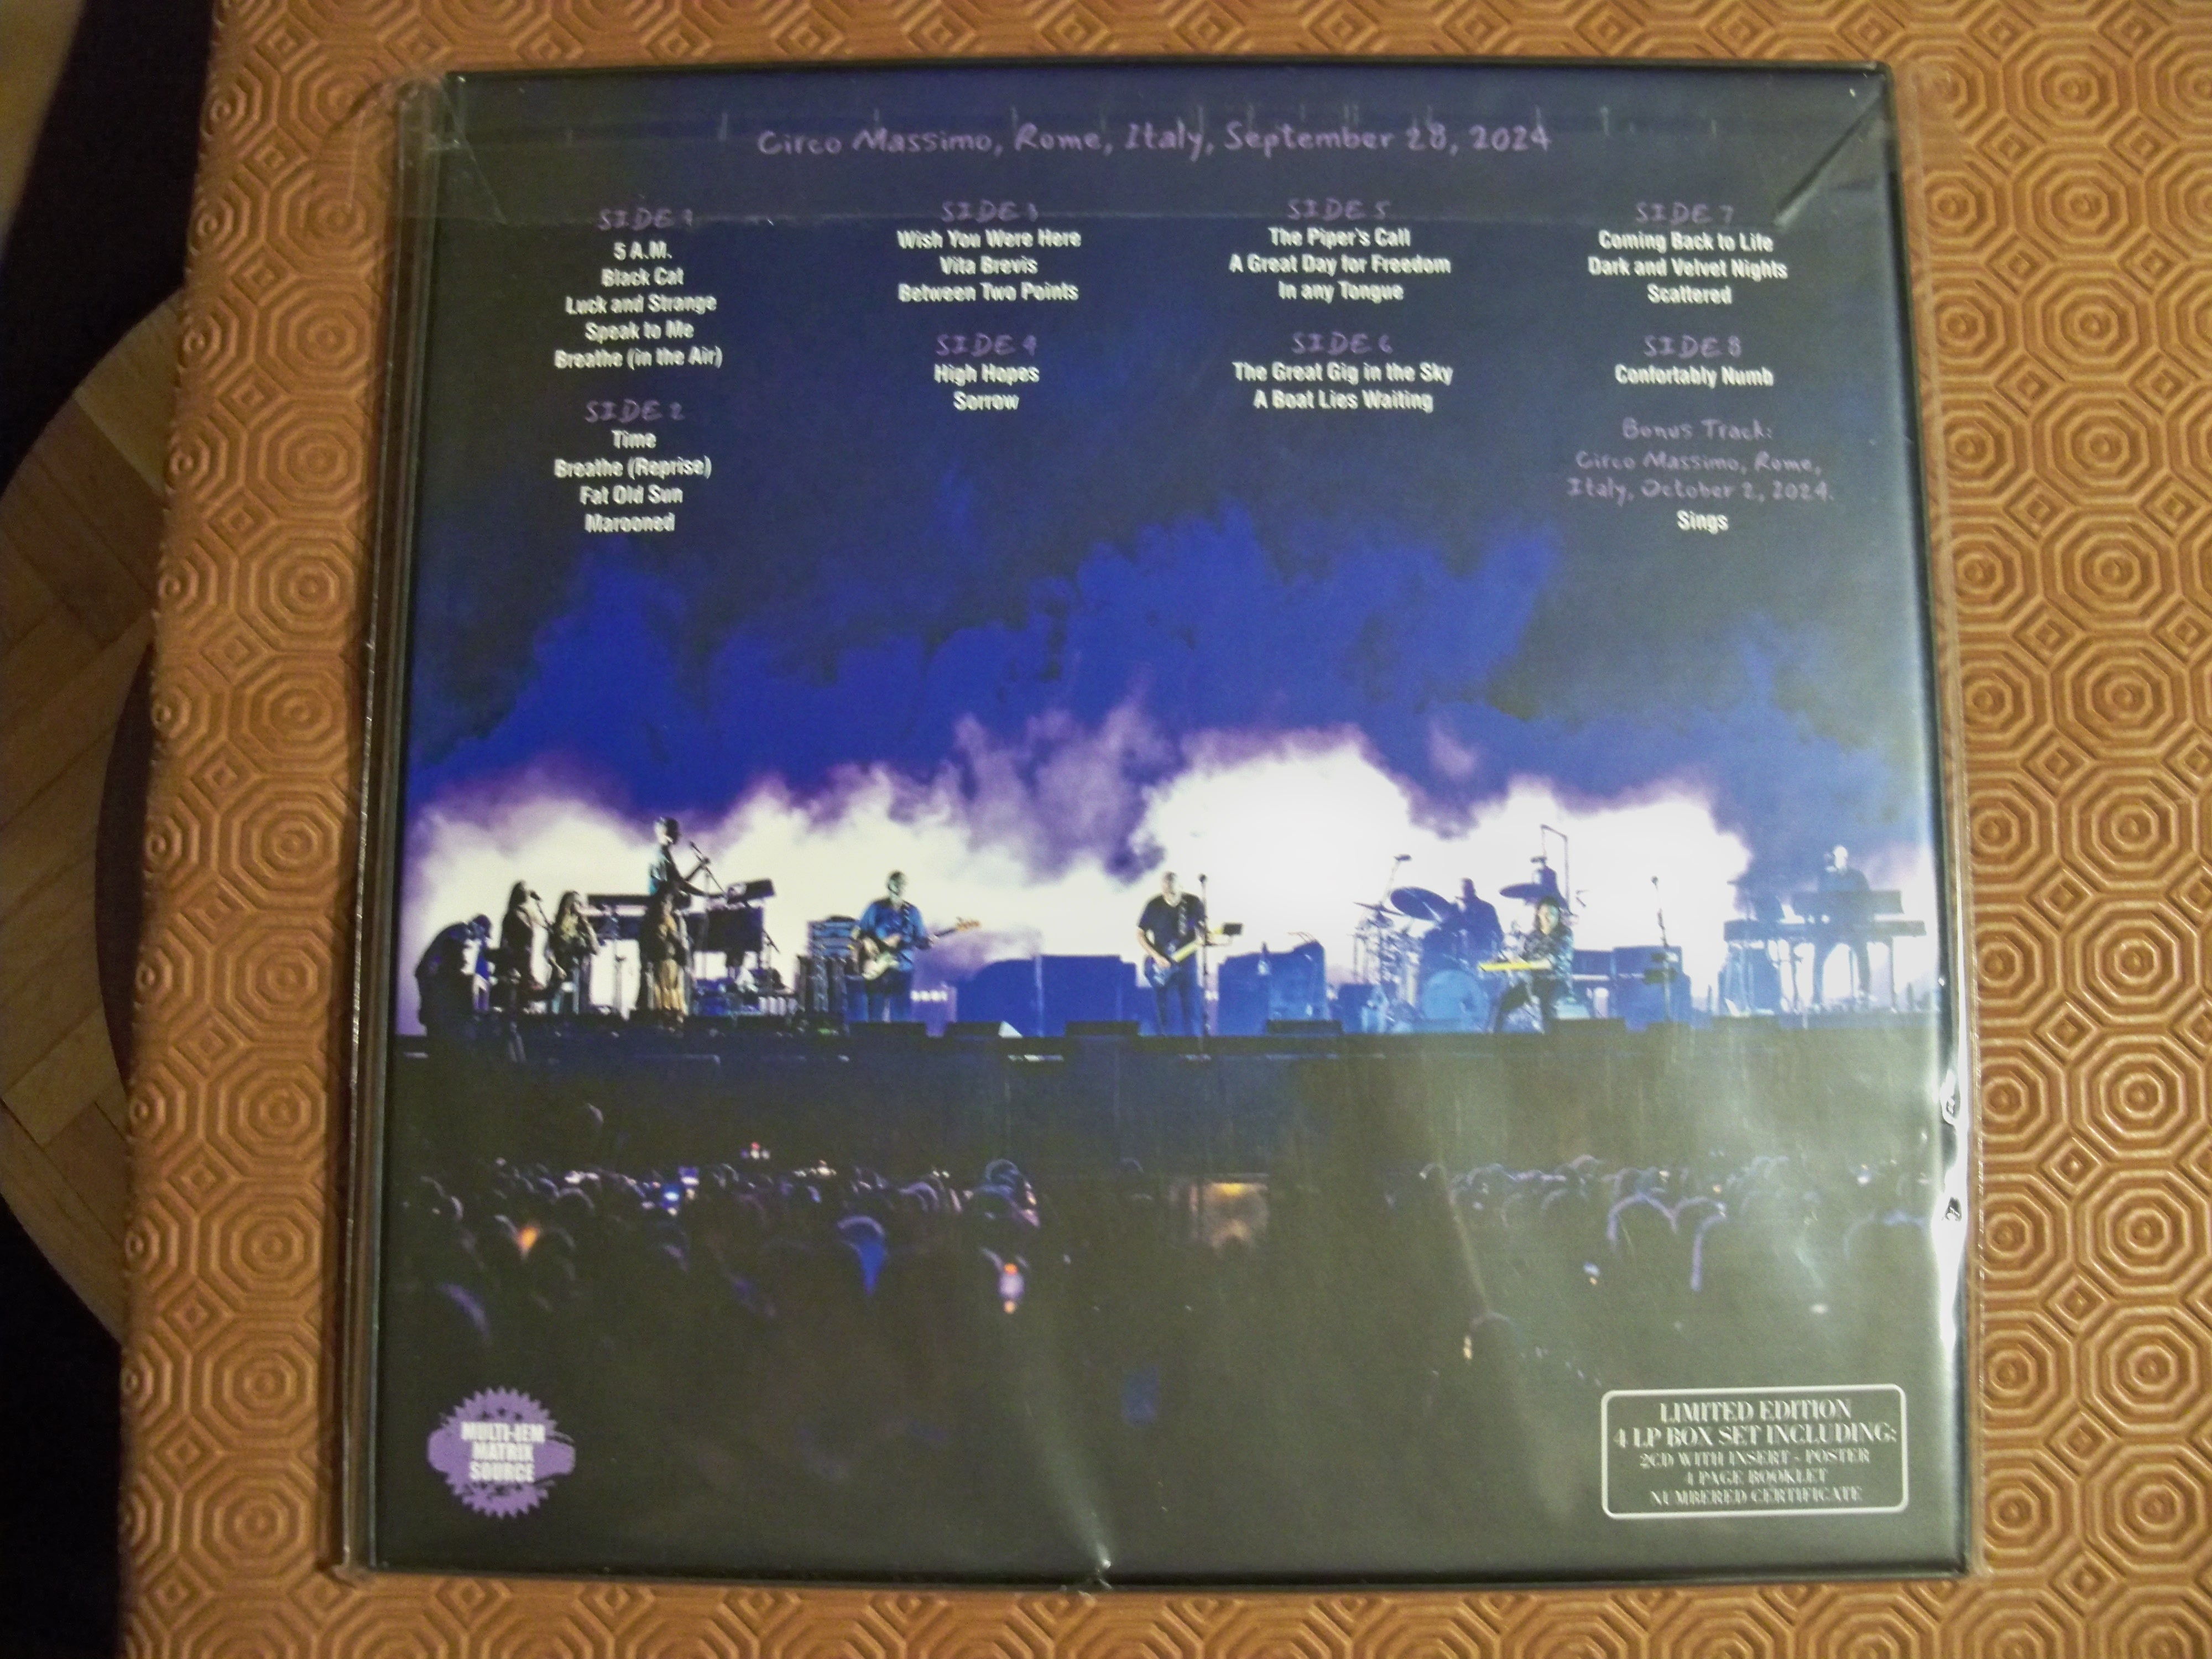 Circo Massimo, Rome, Italy, September 28, 2024
SIDE 1
5 A.M.
Black Cat
Luck and Strange
Speak to Me
Breathe (in the Air)
SIDE 2
Time
Breathe (Reprise)
Fat Old Sun
Marooned
SIDE 3
Wish You Were Here
Vita Brevis
Between Two Points
SIDE 4
High Hopes
Sorrow
SIDE 5
The Piper's Call
A Great Day for Freedom
In any Tongue
SIDE 6
The Great Gig in the Sky
A Boat Lies Waiting
SIDE 7
Coming Back to Life
Dark and Velvet Nights
Scattered
SIDE 8
Confortably Numb
Bonus Track:
Circo Massimo, Rome,
Italy, October 2, 2024.
Sings
MULTI-IEM
MATRIX
SOURCE
LIMITED EDITION
4 LP BOX SET INCLUDING:
2CD WITH INSERT - POSTER
4 PAGE BOOKLET
NUMBERED CERTIFICATE